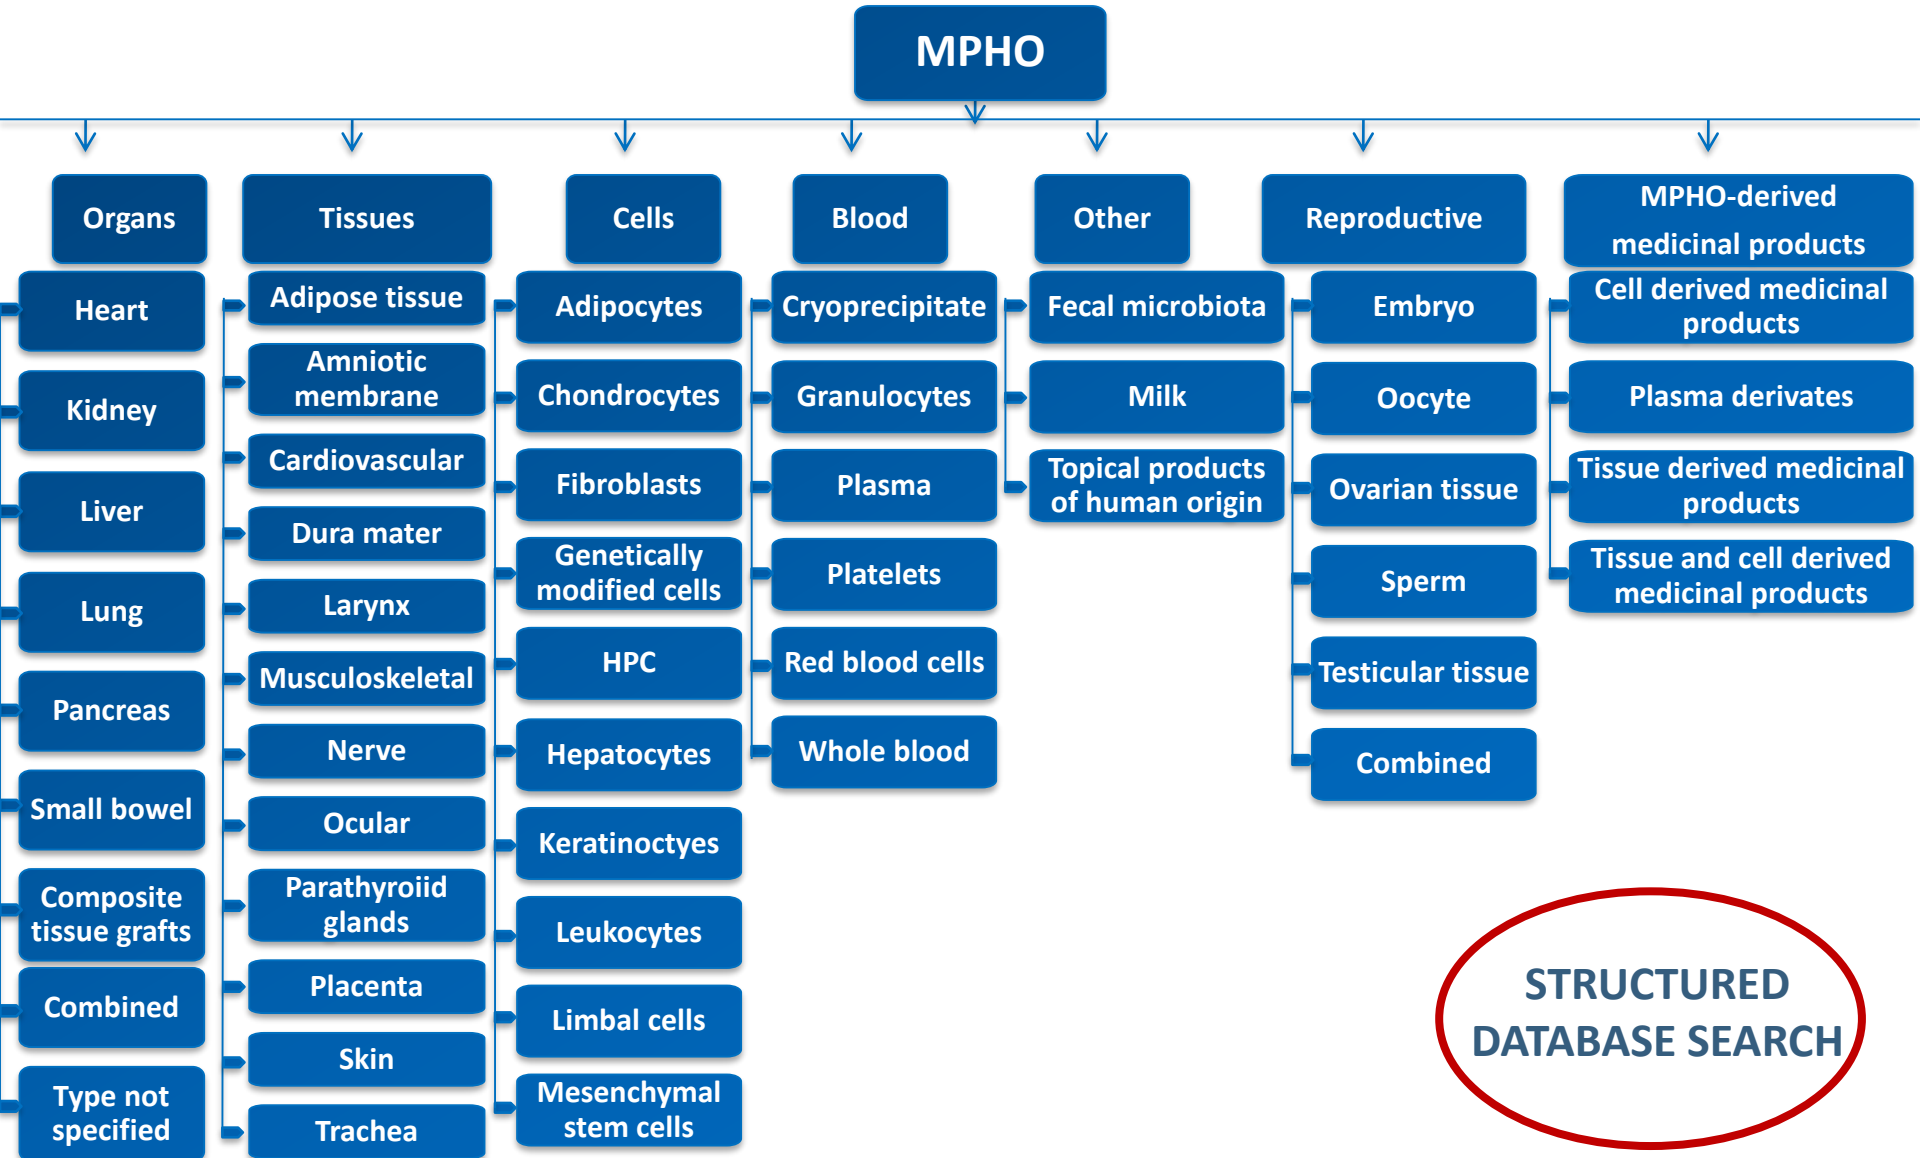 MPHO
Organs
Heart
Kidney
Liver
Lung
Pancreas
Small bowel
Composite
tissue grafts
Combined
Type not
specified
Tissues
Adipose tissue
Amniotic
membrane
Cardiovascular
Dura mater
Larynx
Musculoskeletal
Nerve
Ocular
Parathyroiid
glands
Placenta
Skin
Trachea
Cells
Adipocytes
Chondrocytes
Fibroblasts
Genetically
modified cells
HPC
Hepatocytes
Keratinoctyes
Leukocytes
Limbal cells
Mesenchymal
stem cells
Blood
Cryoprecipitate
Granulocytes
Plasma
Platelets
Red blood cells
Whole blood
Other
Fecal microbiota
Milk
Topical products
of human origin
Reproductive
Embryo
Oocyte
Ovarian tissue
Sperm
Testicular tissue
Combined
MPHO-derived
medicinal products
Cell derived medicinal
products
Plasma derivates
Tissue derived medicinal
products
Tissue and cell derived
medicinal products
STRUCTURED
DATABASE SEARCH